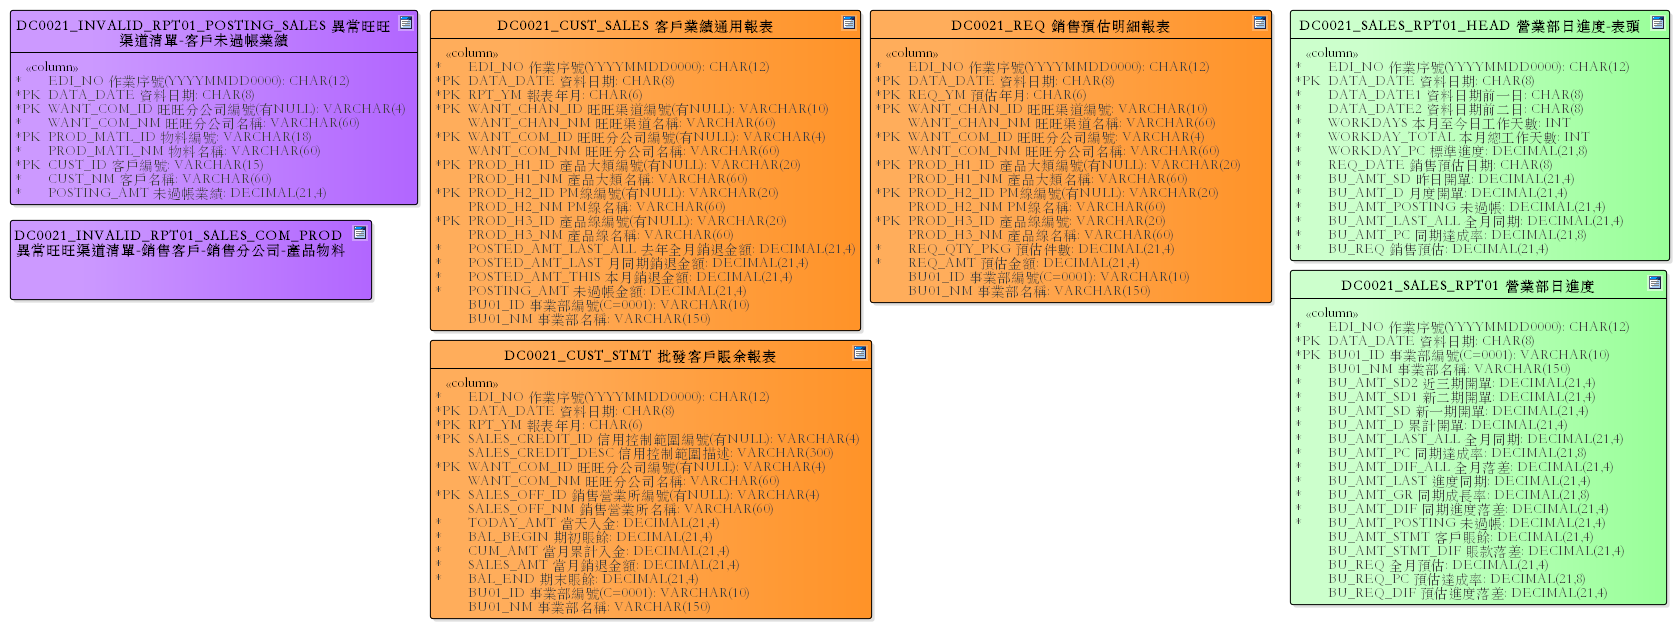 DC0021_INVALID_RPT01_POSTING_SALES 異常旺旺
渠道清單-客戶未過帳業績
«column»
* EDI_NO 作業序號(YYYYMMDD0000): CHAR(12)
*PK DATA_DATE 資料日期: CHAR(8)
*PK WANT_COM_ID 旺旺分公司編號(有NULL): VARCHAR(4)
* WANT_COM_NM 旺旺分公司名稱: VARCHAR(60)
*PK PROD_MATL_ID 物料編號: VARCHAR(18)
* PROD_MATL_NM 物料名稱: VARCHAR(60)
*PK CUST_ID 客戶編號: VARCHAR(15)
* CUST_NM 客戶名稱: VARCHAR(60)
* POSTING_AMT 未過帳業績: DECIMAL(21,4)
DC0021_INVALID_RPT01_SALES_COM_PROD
異常旺旺渠道清單-銷售客戶-銷售分公司-產品物料
DC0021_CUST_SALES 客戶業績通用報表
«column»
* EDI_NO 作業序號(YYYYMMDD0000): CHAR(12)
*PK DATA_DATE 資料日期: CHAR(8)
*PK RPT_YM 報表年月: CHAR(6)
*PK WANT_CHAN_ID 旺旺渠道編號(有NULL): VARCHAR(10)
WANT_CHAN_NM 旺旺渠道名稱: VARCHAR(60)
*PK WANT_COM_ID 旺旺分公司編號(有NULL): VARCHAR(4)
WANT_COM_NM 旺旺分公司名稱: VARCHAR(60)
*PK PROD_H1_ID 產品大類編號(有NULL): VARCHAR(20)
PROD_H1_NM 產品大類名稱: VARCHAR(60)
*PK PROD_H2_ID PM線編號(有NULL): VARCHAR(20)
PROD_H2_NM PM線名稱: VARCHAR(60)
*PK PROD_H3_ID 產品線編號(有NULL): VARCHAR(20)
PROD_H3_NM 產品線名稱: VARCHAR(60)
* POSTED_AMT_LAST_ALL 去年全月銷退金額: DECIMAL(21,4)
* POSTED_AMT_LAST 月同期銷退金額: DECIMAL(21,4)
* POSTED_AMT_THIS 本月銷退金額: DECIMAL(21,4)
* POSTING_AMT 未過帳金額: DECIMAL(21,4)
BU01_ID 事業部編號(C=0001): VARCHAR(10)
BU01_NM 事業部名稱: VARCHAR(150)
DC0021_CUST_STMT 批發客戶賬余報表
«column»
* EDI_NO 作業序號(YYYYMMDD0000): CHAR(12)
*PK DATA_DATE 資料日期: CHAR(8)
*PK RPT_YM 報表年月: CHAR(6)
*PK SALES_CREDIT_ID 信用控制範圍編號(有NULL): VARCHAR(4)
SALES_CREDIT_DESC 信用控制範圍描述: VARCHAR(300)
*PK WANT_COM_ID 旺旺分公司編號(有NULL): VARCHAR(4)
WANT_COM_NM 旺旺分公司名稱: VARCHAR(60)
*PK SALES_OFF_ID 銷售營業所編號(有NULL): VARCHAR(4)
SALES_OFF_NM 銷售營業所名稱: VARCHAR(60)
* TODAY_AMT 當天入金: DECIMAL(21,4)
* BAL_BEGIN 期初賬餘: DECIMAL(21,4)
* CUM_AMT 當月累計入金: DECIMAL(21,4)
* SALES_AMT 當月銷退金額: DECIMAL(21,4)
* BAL_END 期末賬餘: DECIMAL(21,4)
BU01_ID 事業部編號(C=0001): VARCHAR(10)
BU01_NM 事業部名稱: VARCHAR(150)
DC0021_REQ 銷售預估明細報表
«column»
* EDI_NO 作業序號(YYYYMMDD0000): CHAR(12)
*PK DATA_DATE 資料日期: CHAR(8)
*PK REQ_YM 預估年月: CHAR(6)
*PK WANT_CHAN_ID 旺旺渠道編號: VARCHAR(10)
WANT_CHAN_NM 旺旺渠道名稱: VARCHAR(60)
*PK WANT_COM_ID 旺旺分公司編號: VARCHAR(4)
WANT_COM_NM 旺旺分公司名稱: VARCHAR(60)
*PK PROD_H1_ID 產品大類編號(有NULL): VARCHAR(20)
PROD_H1_NM 產品大類名稱: VARCHAR(60)
*PK PROD_H2_ID PM線編號(有NULL): VARCHAR(20)
PROD_H2_NM PM線名稱: VARCHAR(60)
*PK PROD_H3_ID 產品線編號: VARCHAR(20)
PROD_H3_NM 產品線名稱: VARCHAR(60)
* REQ_QTY_PKG 預估件數: DECIMAL(21,4)
* REQ_AMT 預估金額: DECIMAL(21,4)
BU01_ID 事業部編號(C=0001): VARCHAR(10)
BU01_NM 事業部名稱: VARCHAR(150)
DC0021_SALES_RPT01_HEAD 營業部日進度-表頭
«column»
* EDI_NO 作業序號(YYYYMMDD0000): CHAR(12)
*PK DATA_DATE 資料日期: CHAR(8)
DATA_DATE1 資料日期前一日: CHAR(8)
* DATA_DATE2 資料日期前二日: CHAR(8)
* WORKDAYS 本月至今日工作天數: INT
* WORKDAY_TOTAL 本月總工作天數: INT
* WORKDAY_PC 標準進度: DECIMAL(21,8)
* REQ_DATE 銷售預估日期: CHAR(8)
* BU_AMT_SD 昨日開單: DECIMAL(21,4)
* BU_AMT_D 月度開單: DECIMAL(21,4)
* BU_AMT_POSTING 未過帳: DECIMAL(21,4)
* BU_AMT_LAST_ALL 全月同期: DECIMAL(21,4)
* BU_AMT_PC 同期達成率: DECIMAL(21,8)
BU_REQ 銷售預估: DECIMAL(21,4)
DC0021_SALES_RPT01 營業部日進度
«column»
* EDI_NO 作業序號(YYYYMMDD0000): CHAR(12)
*PK DATA_DATE 資料日期: CHAR(8)
*PK BU01_ID 事業部編號(C=0001): VARCHAR(10)
* BU01_NM 事業部名稱: VARCHAR(150)
* BU_AMT_SD2 近三期開單: DECIMAL(21,4)
* BU_AMT_SD1 新二期開單: DECIMAL(21,4)
* BU_AMT_SD 新一期開單: DECIMAL(21,4)
* BU_AMT_D 累計開單: DECIMAL(21,4)
* BU_AMT_LAST_ALL 全月同期: DECIMAL(21,4)
* BU_AMT_PC 同期達成率: DECIMAL(21,8)
* BU_AMT_DIF_ALL 全月落差: DECIMAL(21,4)
* BU_AMT_LAST 進度同期: DECIMAL(21,4)
* BU_AMT_GR 同期成長率: DECIMAL(21,8)
* BU_AMT_DIF 同期進度落差: DECIMAL(21,4)
* BU_AMT_POSTING 未過帳: DECIMAL(21,4)
BU_AMT_STMT 客戶賬餘: DECIMAL(21,4)
BU_AMT_STMT_DIF 賬款落差: DECIMAL(21,4)
BU_REQ 全月預估: DECIMAL(21,4)
BU_REQ_PC 預估達成率: DECIMAL(21,8)
BU_REQ_DIF 預估進度落差: DECIMAL(21,4)